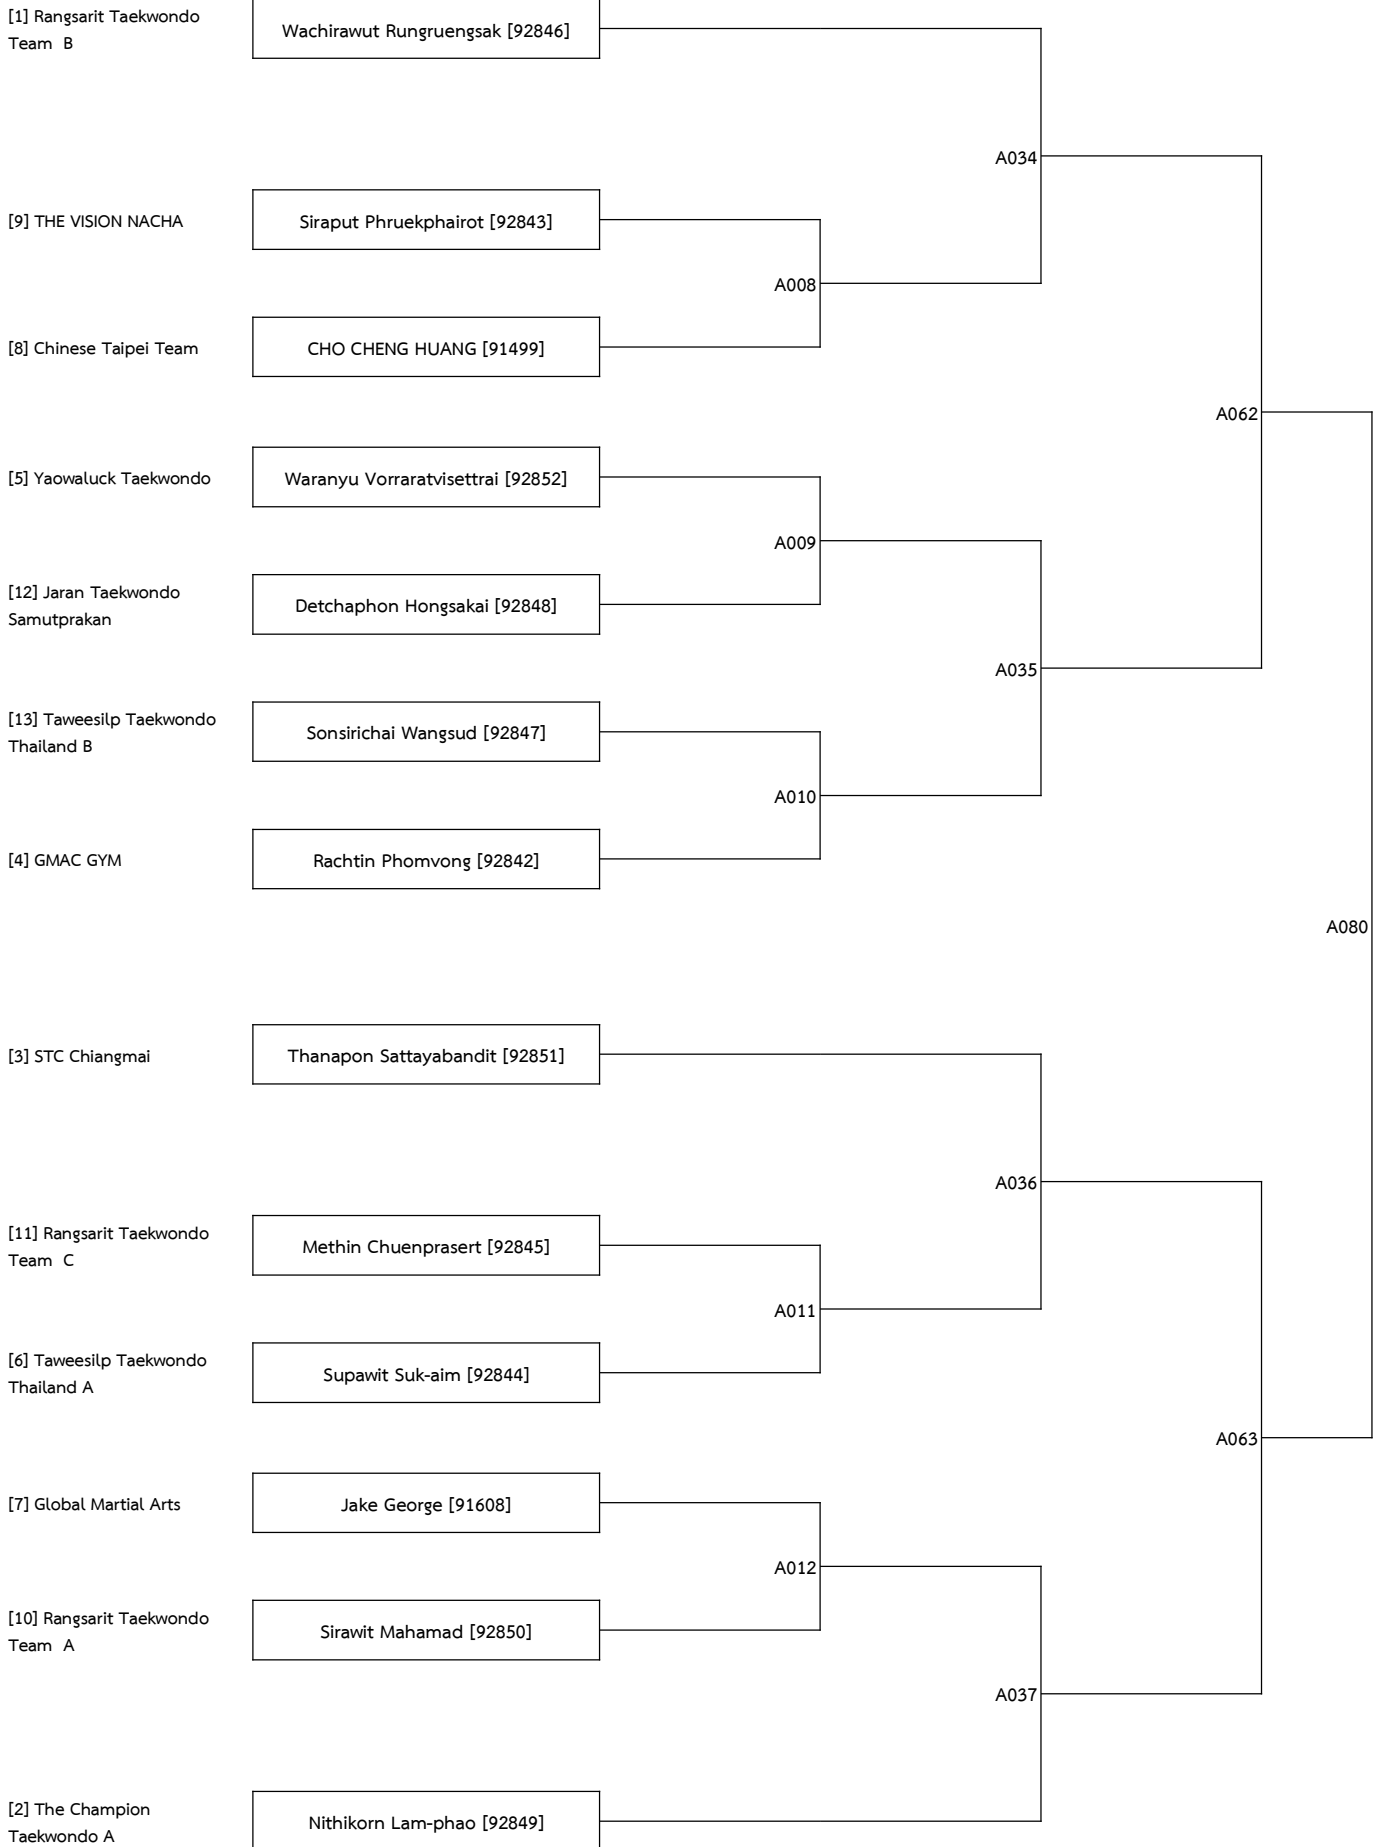 [1] Rangsarit Taekwondo
Team B
Wachirawut Rungruengsak [92846]
A034
[9] THE VISION NACHA
Siraput Phruekphairot [92843]
A008
[8] Chinese Taipei Team
CHO CHENG HUANG [91499]
A062
[5] Yaowaluck Taekwondo
Waranyu Vorraratvisettrai [92852]
A009
[12] Jaran Taekwondo
Samutprakan
Detchaphon Hongsakai [92848]
A035
[13] Taweesilp Taekwondo
Thailand B
Sonsirichai Wangsud [92847]
A010
[4] GMAC GYM
Rachtin Phomvong [92842]
A080
[3] STC Chiangmai
Thanapon Sattayabandit [92851]
A036
[11] Rangsarit Taekwondo
Team C
Methin Chuenprasert [92845]
A011
[6] Taweesilp Taekwondo
Thailand A
Supawit Suk-aim [92844]
A063
[7] Global Martial Arts
Jake George [91608]
A012
[10] Rangsarit Taekwondo
Team A
Sirawit Mahamad [92850]
A037
[2] The Champion
Taekwondo A
Nithikorn Lam-phao [92849]